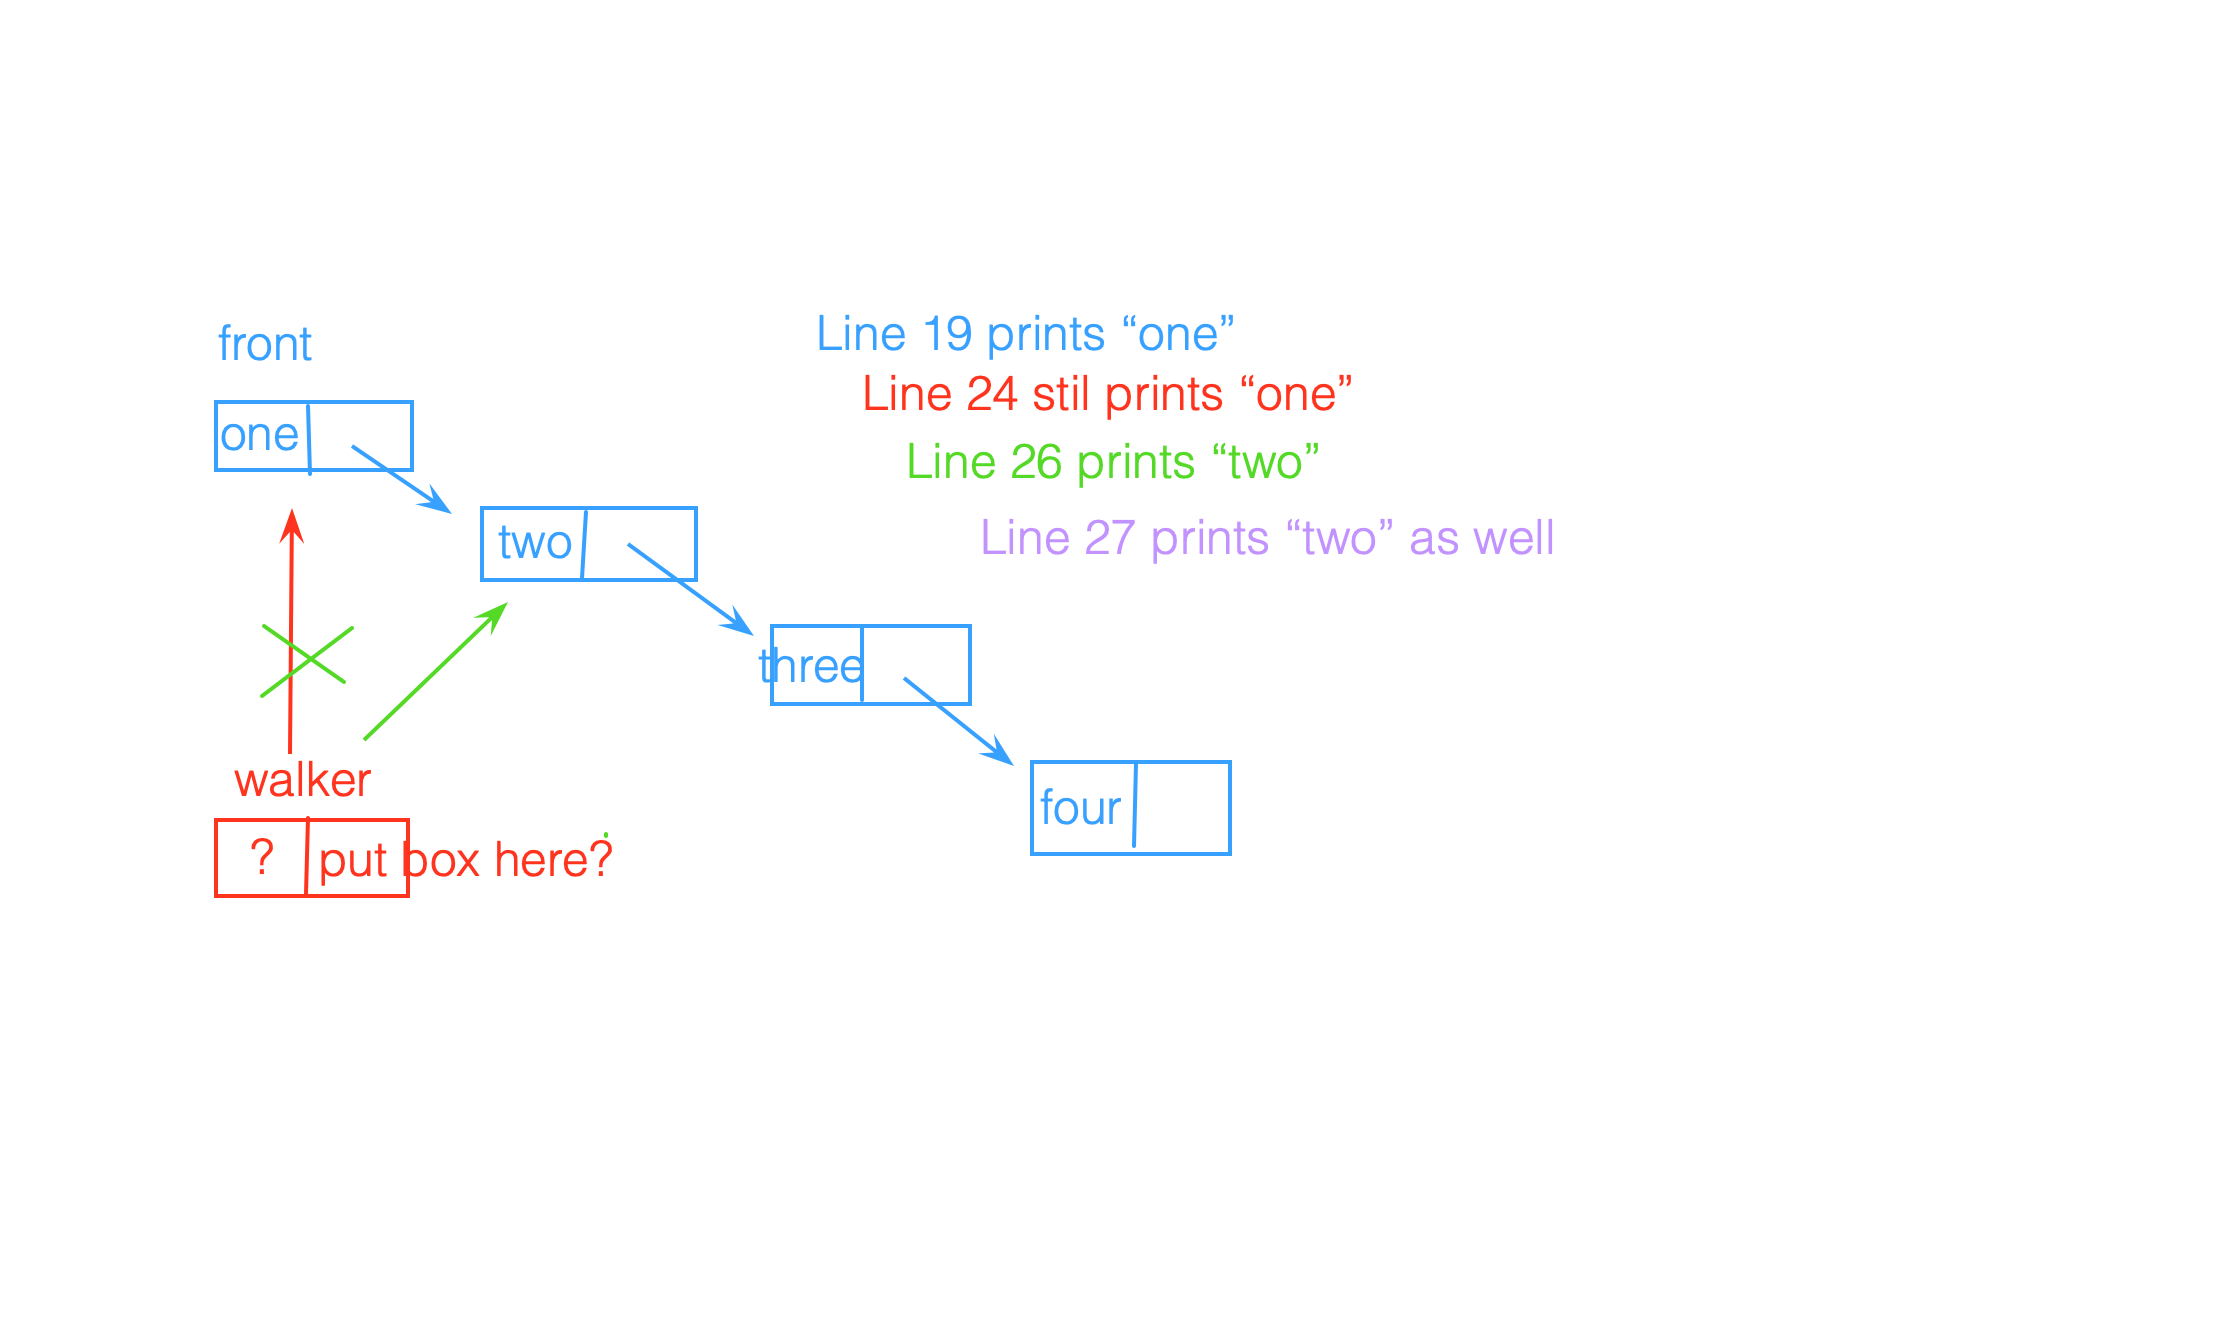 front
one
two
three
four
walker
?
put box here?
Line 19 prints “one”
Line 24 stil prints “one”
Line 26 prints “two”
Line 27 prints “two” as well